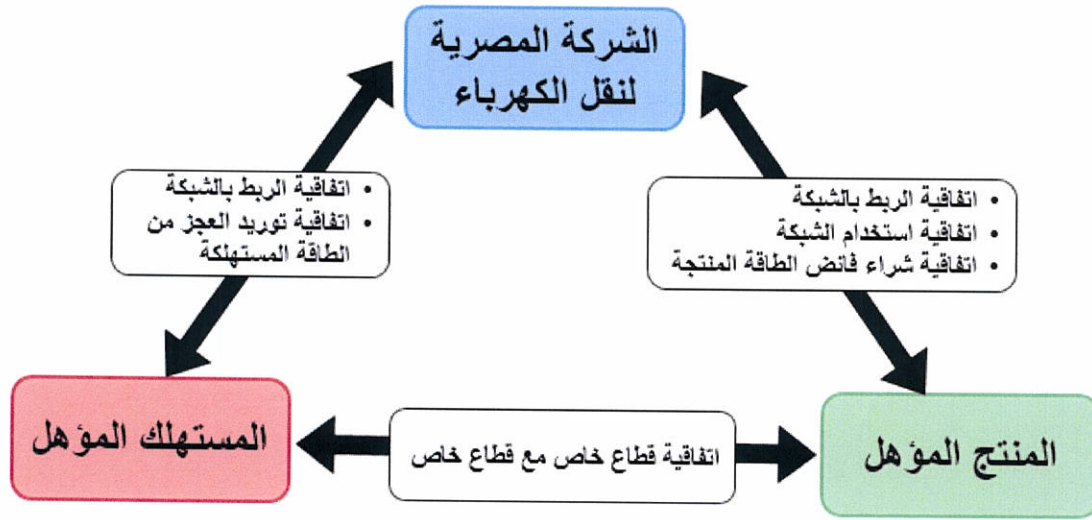 الشركة المصرية
لنقل الكهرباء
• اتفاقية الربط بالشبكة
• اتفاقية استخدام الشبكة
• اتفاقية شراء فائض الطاقة المنتجة
• اتفاقية الربط بالشبكة
• اتفاقية توريد العجز من
الطاقة المستهلكة
المنتج المؤهل
اتفاقية قطاع خاص مع قطاع خاص
المستهلك المؤهل